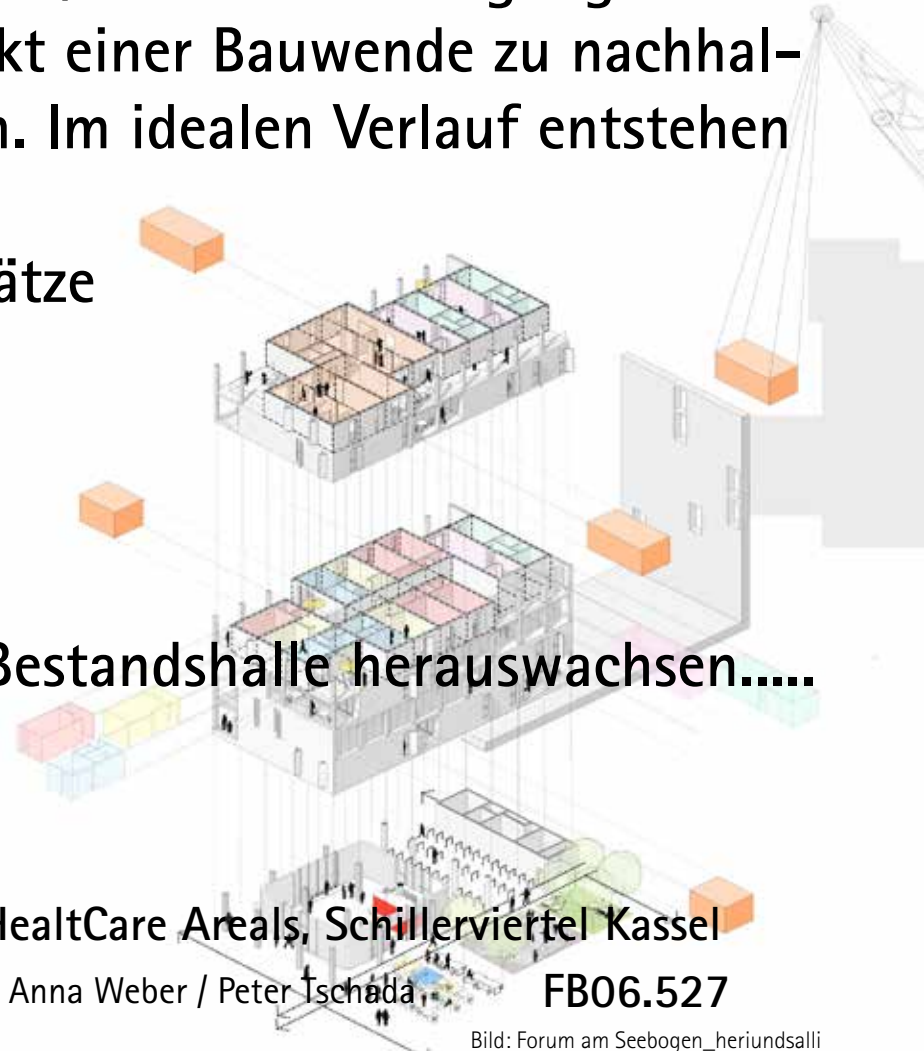 kt einer Bauwende zu nachhal-
n. Im idealen Verlauf entstehen
ätze
Bestandshalle herauswachsen.....
HealtCare Areals, Schillerviertel Kassel
Anna Weber / Peter Tschada
FB06.527
Bild: Forum am Seebogen_heriundsalli